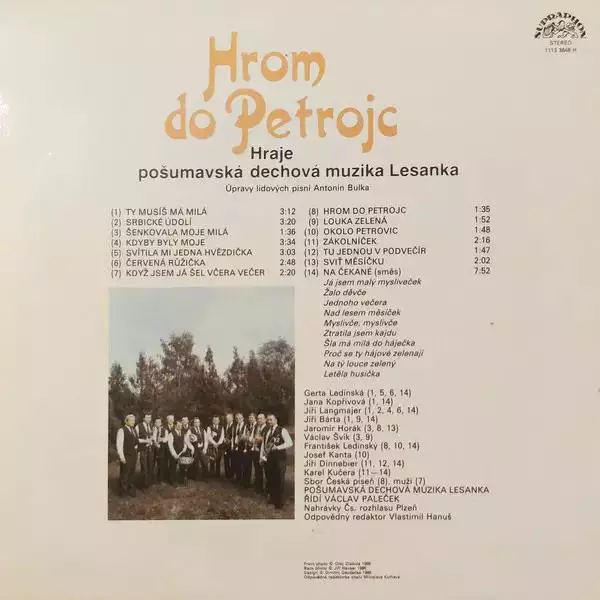 SUPRAPHON
STEREO
1113 3848 H
Hrom
do Petrojc
Hraje
pošumavská dechová muzika Lesanka
Úpravy lidových písní Antonín Bulka
(1) TY MUSÍŠ MÁ MILÁ 3:12
(2) SRBICKÉ ÚDOLÍ 3:20
(3) ŠENKOVALA MOJE MILÁ 1:36
(4) KDYBY BYLY MOJE 3:34
(5) SVÍTILA MI JEDNA HVĚZDIČKA 3:03
(6) ČERVENÁ RŮŽIČKA 2:48
(7) KDYŽ JSEM JÁ ŠEL VČERA VEČER 2:20
(8) HROM DO PETROJC 1:35
(9) LOUKA ZELENÁ 1:52
(10) OKOLO PETROVIC 1:48
(11) ZÁKOLNÍČEK 2:16
(12) TU JEDNOU V PODVEČÍR 1:47
(13) SVIŤ MĚSÍČKU 2:02
(14) NA ČEKANÉ (směs) 7:52
Já jsem malý mysliveček
Žalo děvče
Jednoho večera
Nad lesem měsíček
Myslivče, myslivče
Ztratila jsem kajdu
Šla má milá do háječka
Proč se ty hájové zelenají
Na tý louce zelený
Letěla husička
Gerta Ledinská (1, 5, 6, 14)
Jana Kopřivová (1, 14)
Jiří Langmajer (1, 2, 4, 6, 14)
Jiří Bárta (1, 9, 14)
Jaromír Horák (3, 8, 13)
Václav Švík (3, 9)
František Ledinský (8, 10, 14)
Josef Kanta (10)
Jiří Dinnebier (11, 12, 14)
Karel Kučera (11—14)
Sbor Česká píseň (8), muži (7)
POŠUMAVSKÁ DECHOVÁ MUZIKA LESANKA
ŘÍDÍ VÁCLAV PALEČEK
Nahrávky Čs. rozhlasu Plzeň
Odpovědný redaktor Vlastimil Hanuš